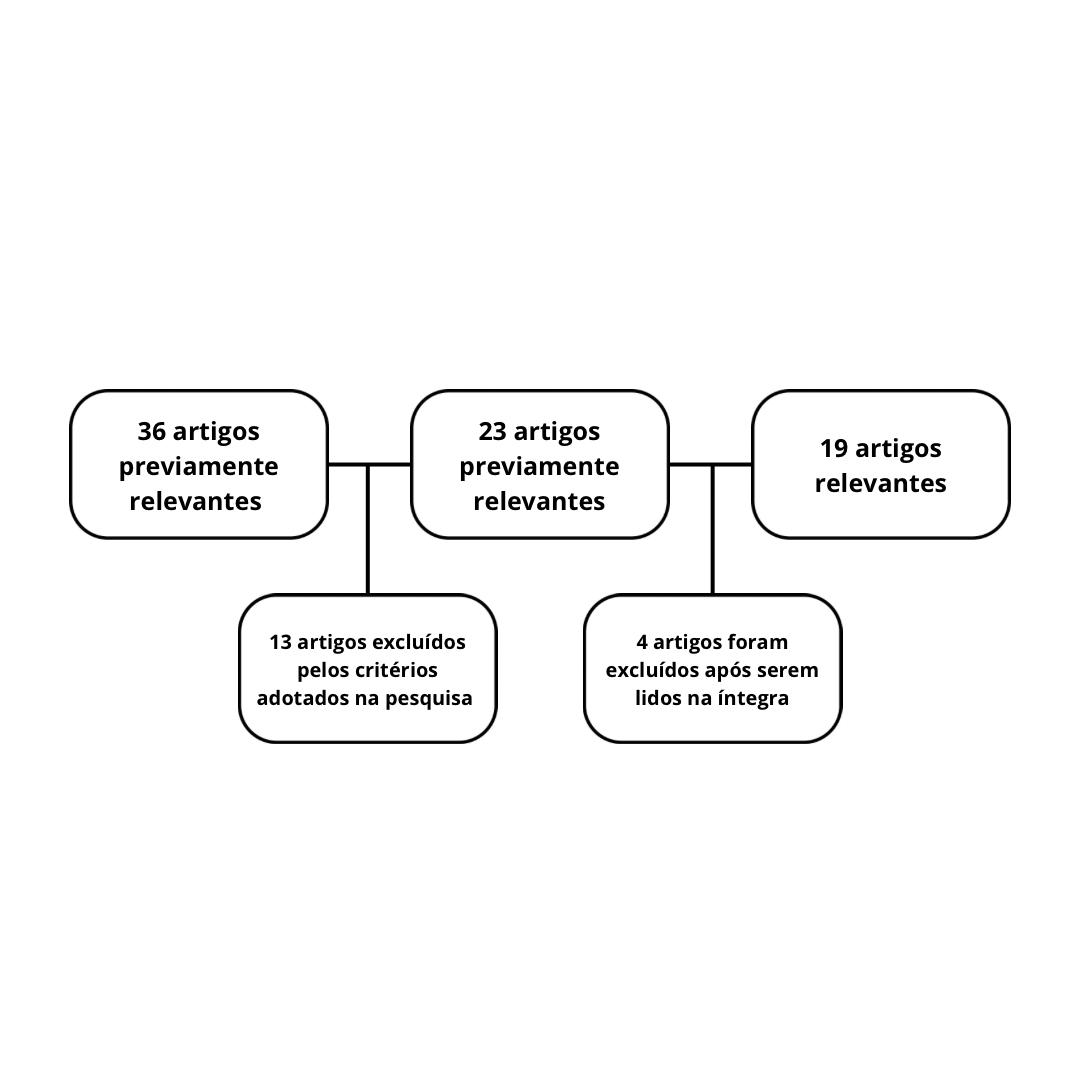 36 artigos
previamente
relevantes
23 artigos
previamente
relevantes
19 artigos
relevantes
13 artigos excluídos
pelos critérios
adotados na pesquisa
4 artigos foram
excluídos após serem
lidos na íntegra